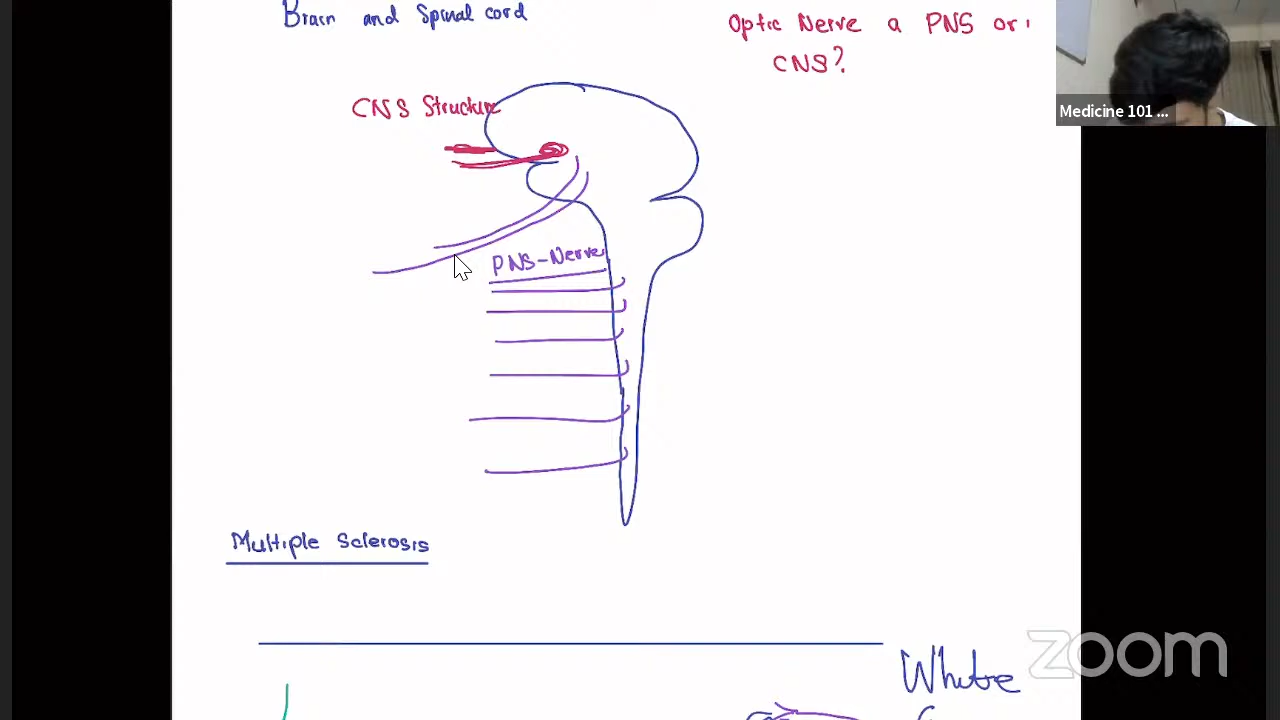 Brain and Spinal cord
Optic Nerve a PNS or
CNS?
CNS Structure
Medicine 101 ...
PNS-Nerve
Multiple Sclerosis
zoom
White